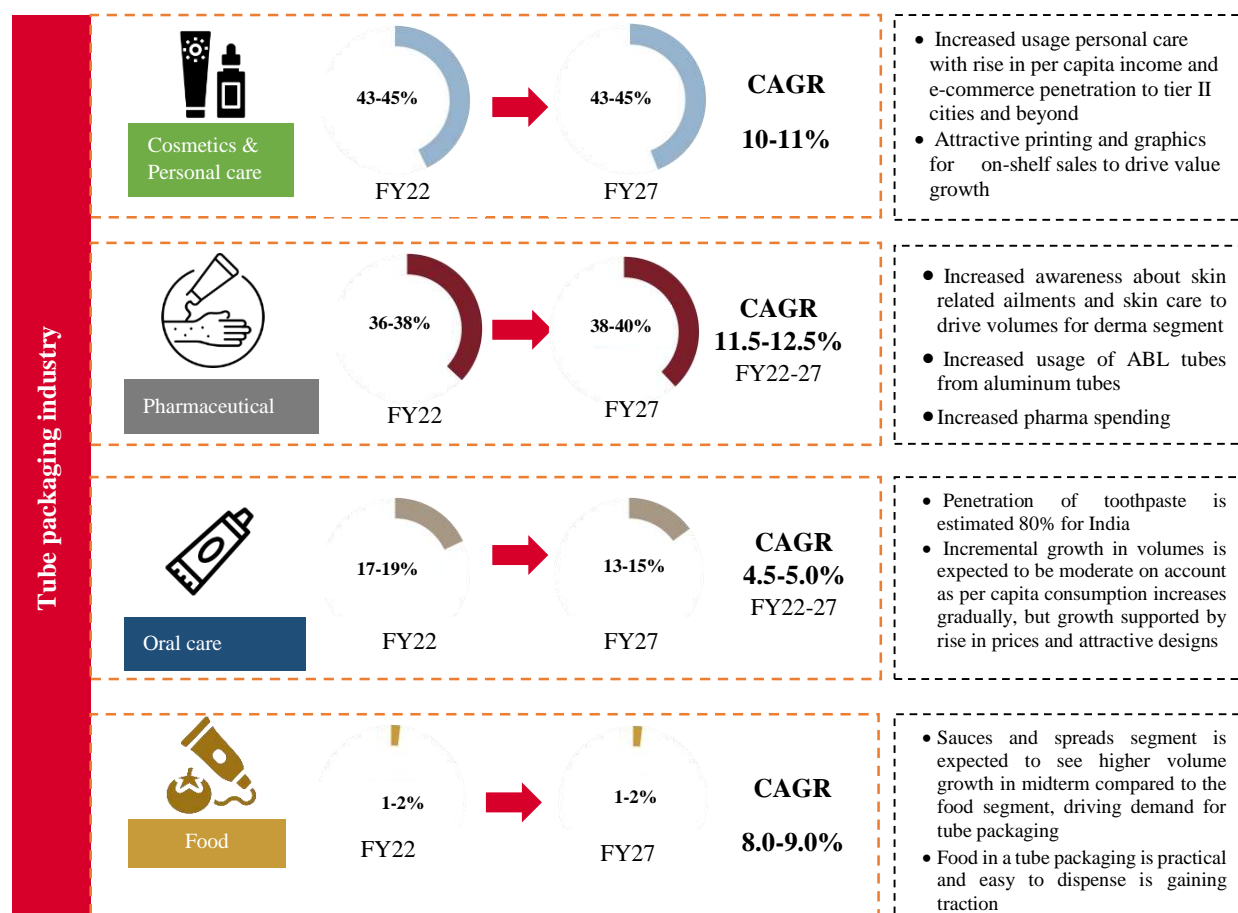 Tube packaging industry
Cosmetics &
Personal care
43-45%
FY22
43-45%
FY27
CAGR
10-11%
• Increased usage personal care
with rise in per capita income and
e-commerce penetration to tier II
cities and beyond
• Attractive printing and graphics
for on-shelf sales to drive value
growth
Pharmaceutical
36-38%
FY22
38-40%
FY27
CAGR
11.5-12.5%
FY22-27
• Increased awareness about skin
related ailments and skin care to
drive volumes for derma segment
• Increased usage of ABL tubes
from aluminum tubes
• Increased pharma spending
Oral care
17-19%
FY22
13-15%
FY27
CAGR
4.5-5.0%
FY22-27
• Penetration of toothpaste is
estimated 80% for India
• Incremental growth in volumes is
expected to be moderate on account
as per capita consumption increases
gradually, but growth supported by
rise in prices and attractive designs
Food
1-2%
FY22
1-2%
FY27
CAGR
8.0-9.0%
• Sauces and spreads segment is
expected to see higher volume
growth in midterm compared to the
food segment, driving demand for
tube packaging
• Food in a tube packaging is practical
and easy to dispense is gaining
traction